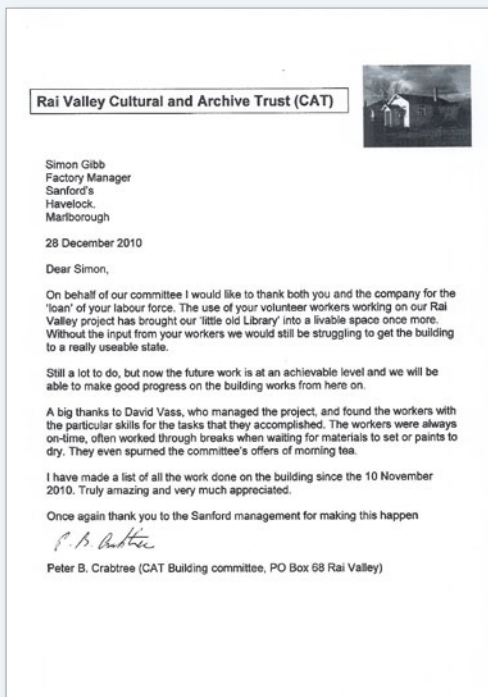 Rai Valley Cultural and Archive Trust (CAT)
Simon Gibb
Factory Manager
Sanford's
Havelock.
Marlborough
28 December 2010
Dear Simon,
On behalf of our committee I would like to thank both you and the company for the
'loan' of your labour force. The use of your volunteer workers working on our Rai
Valley project has brought our 'little old Library' into a livable space once more.
Without the input from your workers we would still be struggling to get the building
to a really useable state.
Still a lot to do, but now the future work is at an achievable level and we will be
able to make good progress on the building works from here on.
A big thanks to David Vass, who managed the project, and found the workers with
the particular skills for the tasks that they accomplished. The workers were always
on-time, often worked through breaks when waiting for materials to set or paints to
dry. They even spurned the committee's offers of morning tea.
I have made a list of all the work done on the building since the 10 November
2010. Truly amazing and very much appreciated.
Once again thank you to the Sanford management for making this happen
P. B. Crabtree
Peter B. Crabtree (CAT Building committee, PO Box 68 Rai Valley)